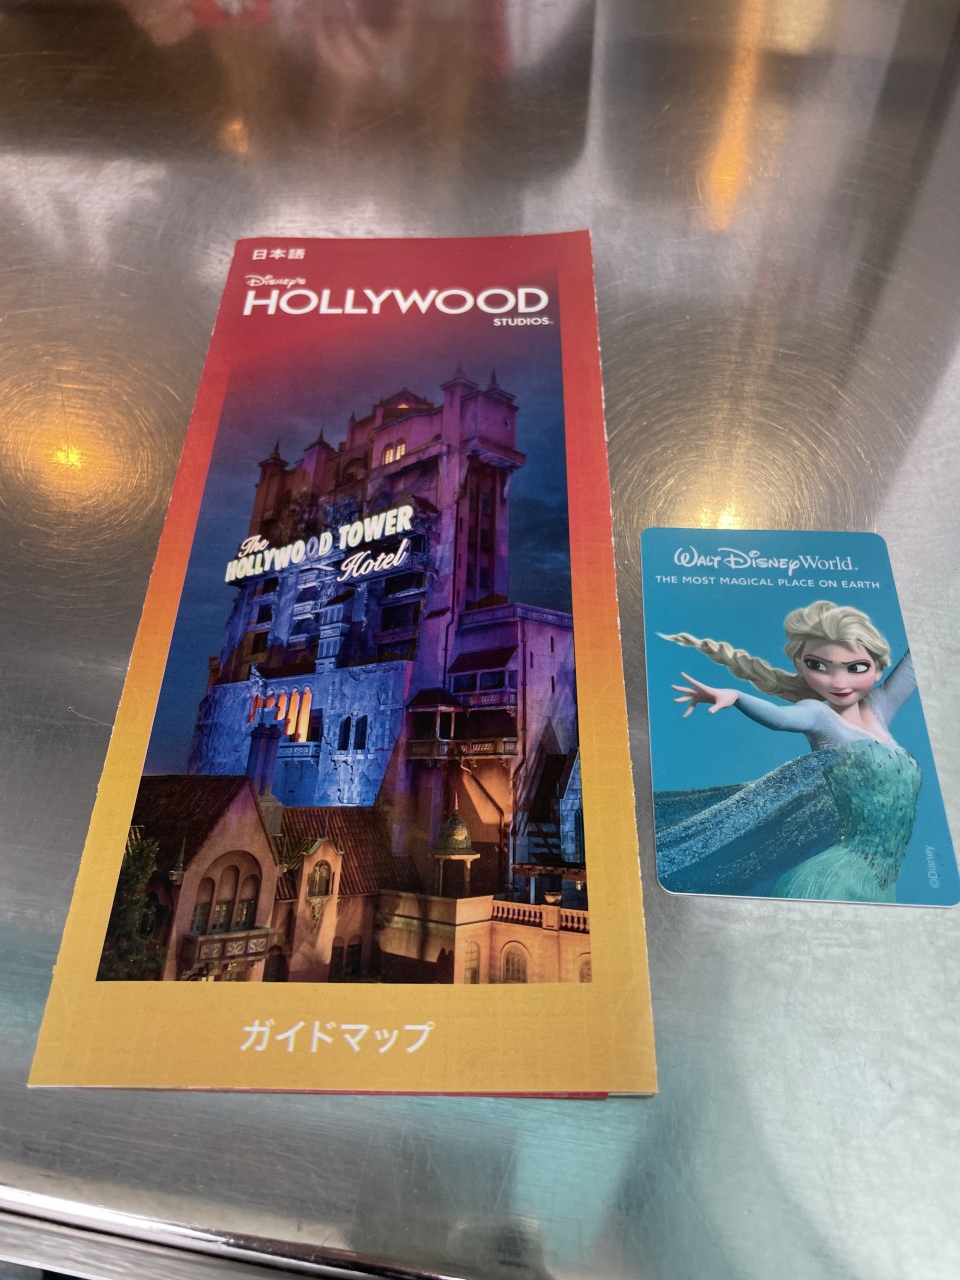 日本語
Disney's
HOLLYWOOD
STUDIOS®
The
HOLLYWOOD TOWER
Hotel
ガイドマップ
WALT DISNEY World®
THE MOST MAGICAL PLACE ON EARTH
©Disney